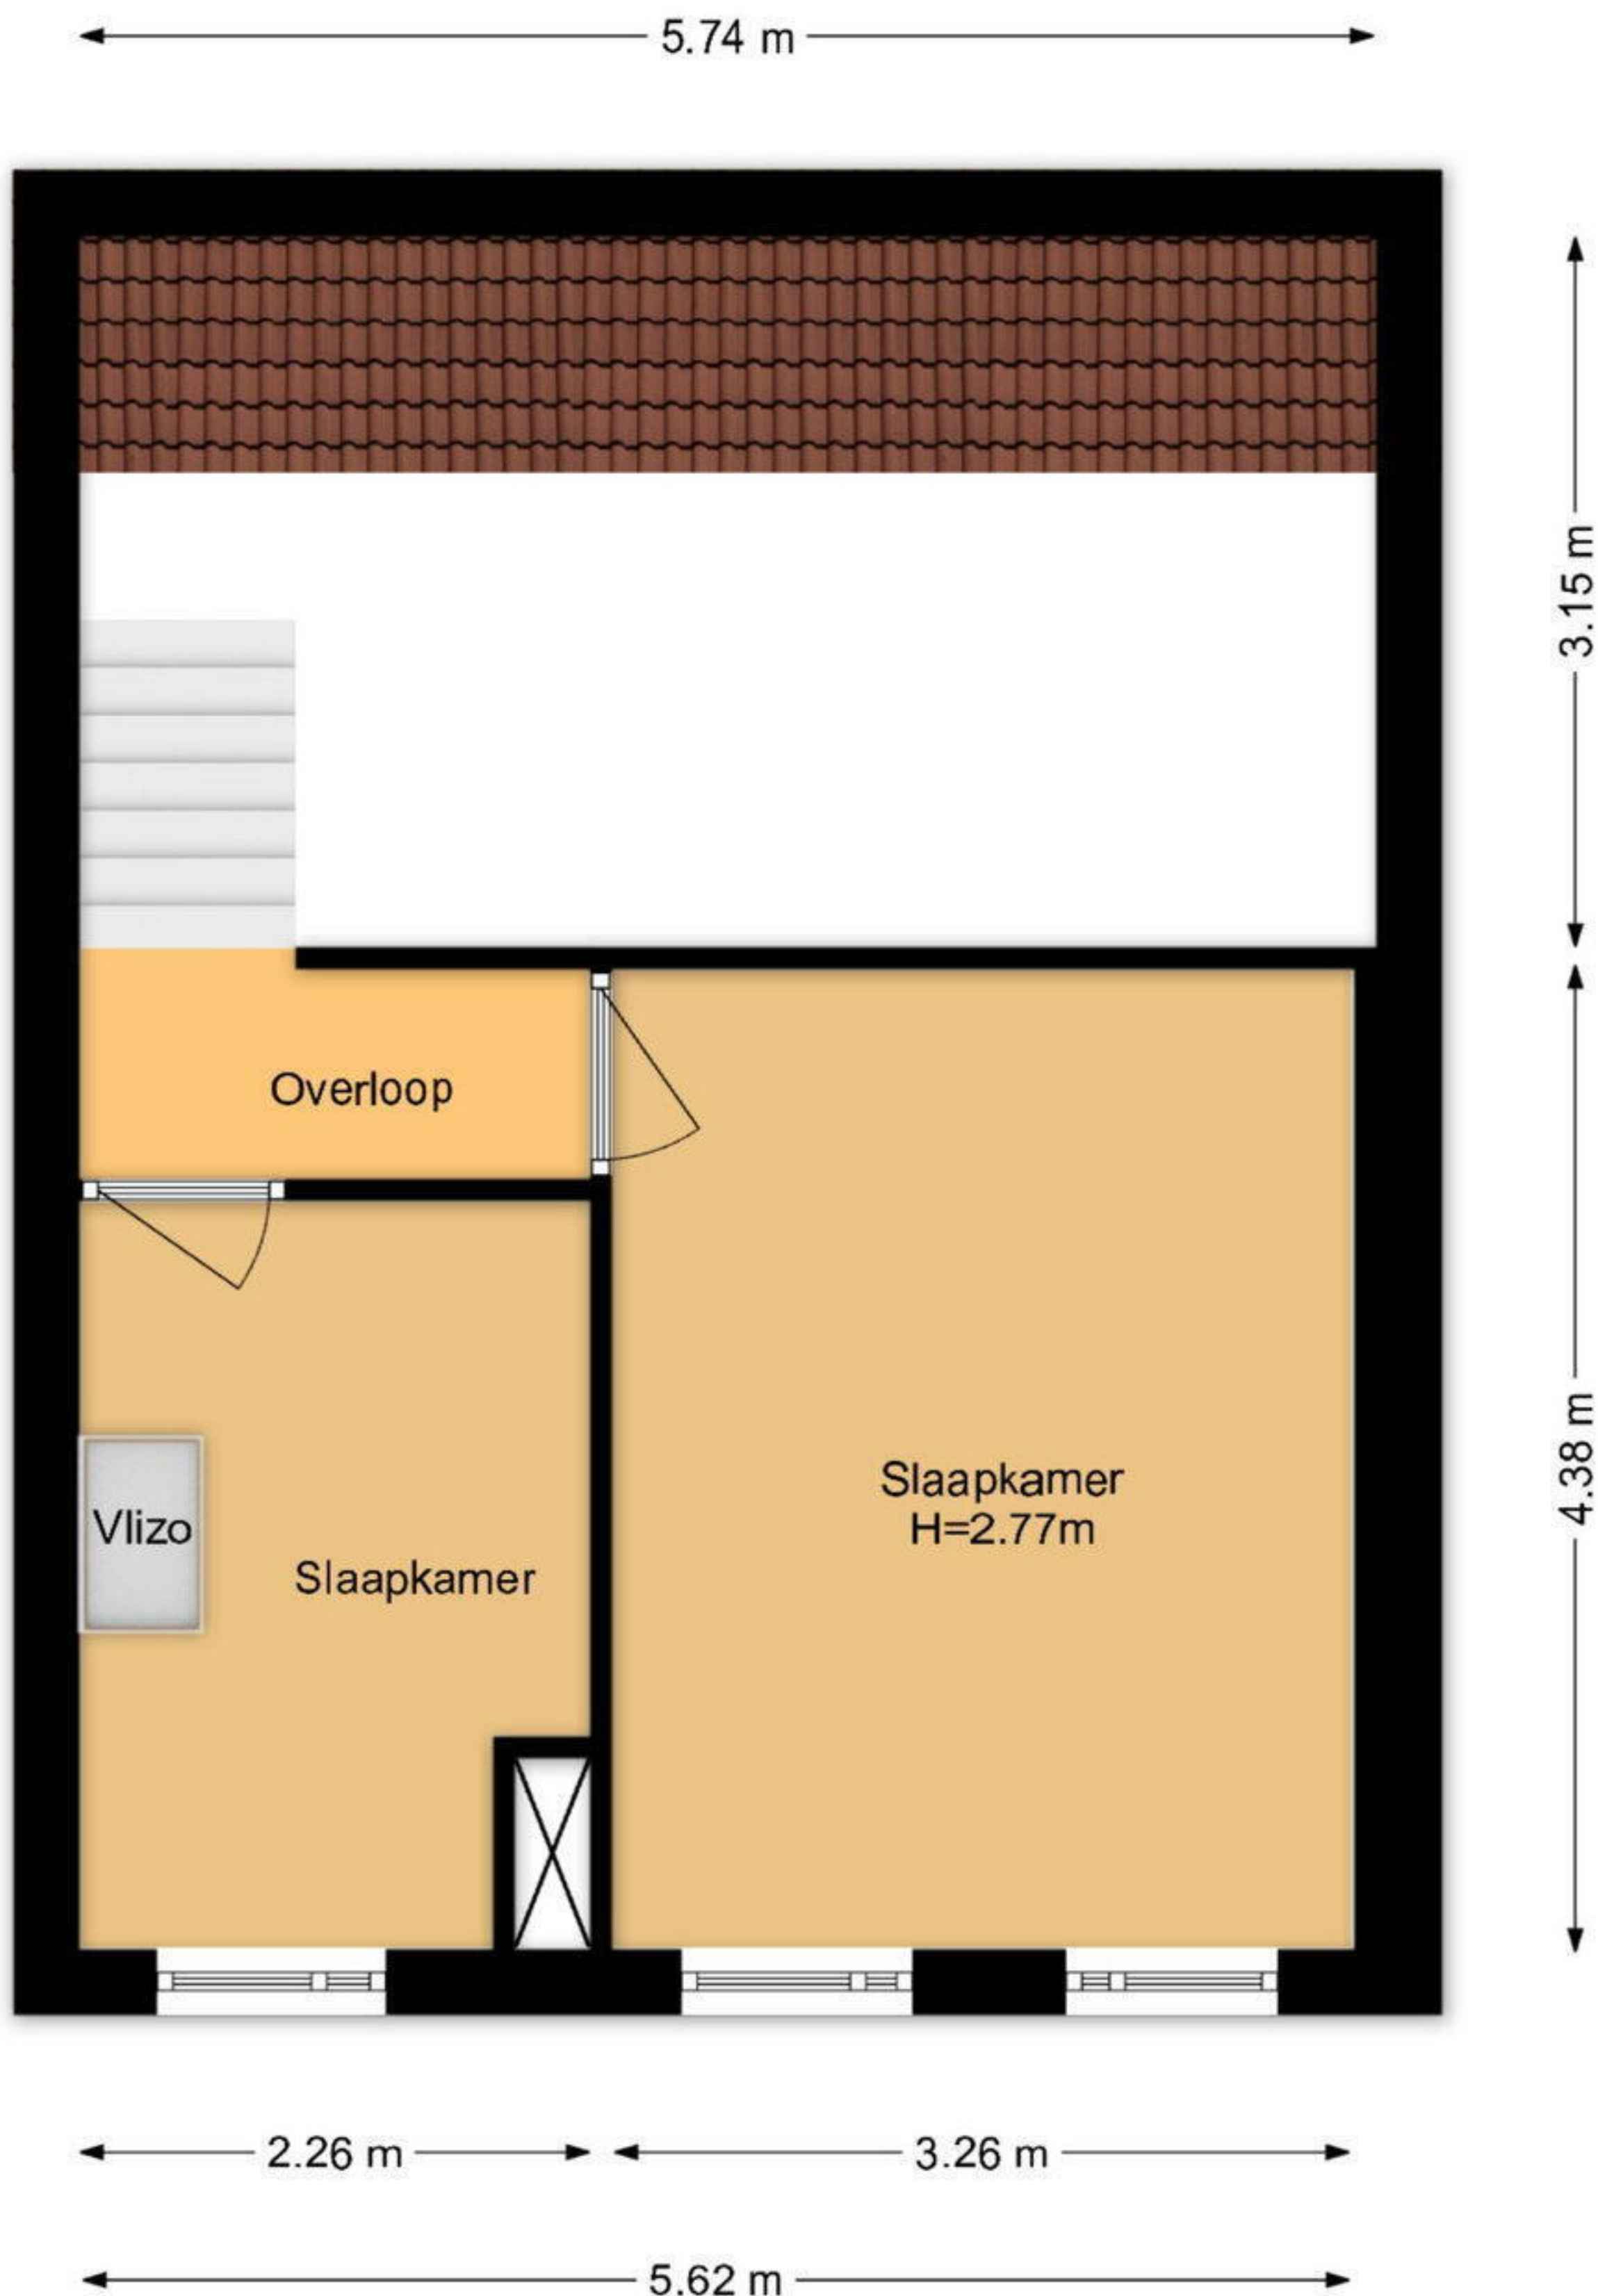 5.74 m
3.15 m
Overloop
4.38 m
Slaapkamer
H=2.77m
Vlizo
Slaapkamer
2.26 m
3.26 m
5.62 m